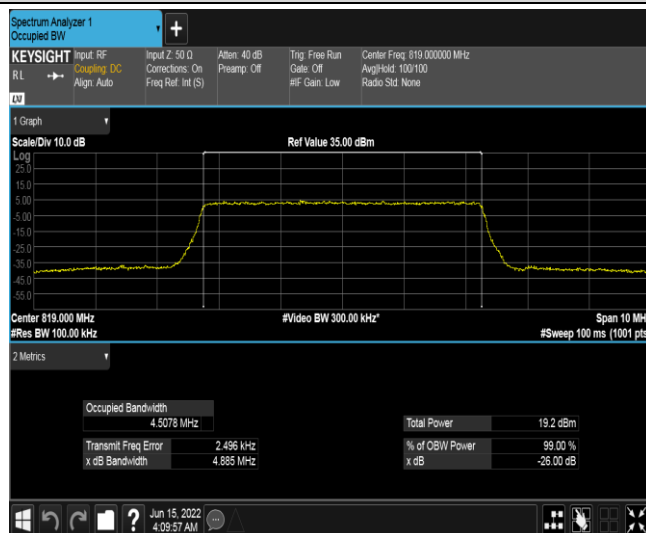 Spectrum Analyzer 1
Occupied BW
+
KEYSIGHT
RL
LXI
Input: RF
Coupling: DC
Align: Auto
Input Z: 50 Ω
Corrections: On
Freq Ref: Int (S)
Atten: 40 dB
Preamp: Off
Trig: Free Run
Gate: Off
#IF Gain: Low
Center Freq: 819.000000 MHz
Avg|Hold: 100/100
Radio Std: None
1 Graph
Scale/Div 10.0 dB
Ref Value 35.00 dBm
Log
25.0
15.0
5.00
-5.00
-15.0
-25.0
-35.0
-45.0
-55.0
Center 819.000 MHz
#Video BW 300.00 kHz*
Span 10 MH
#Res BW 100.00 kHz
#Sweep 100 ms (1001 pts
2 Metrics
Occupied Bandwidth
4.5078 MHz
Total Power 19.2 dBm
Transmit Freq Error 2.496 kHz
% of OBW Power 99.00 %
x dB Bandwidth 4.885 MHz
x dB -26.00 dB
?
Jun 15, 2022
4:09:57 AM